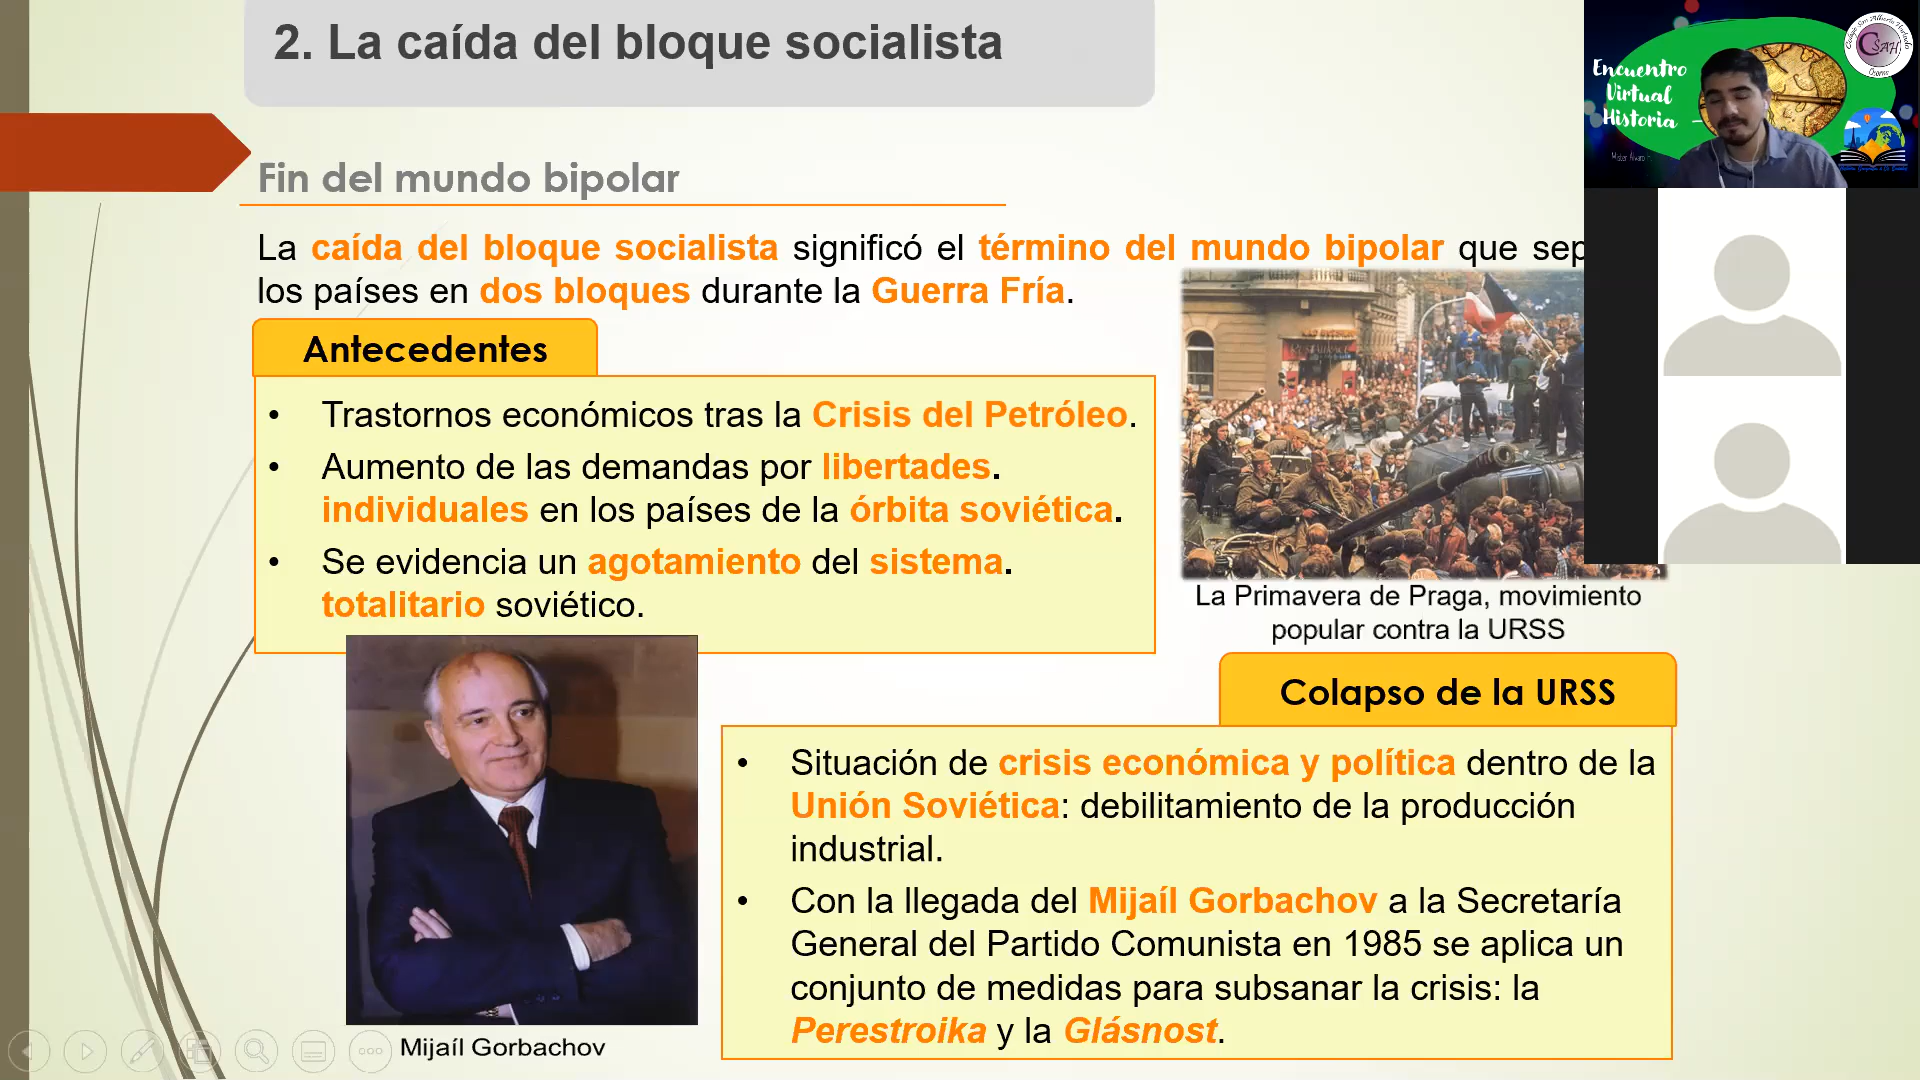 2. La caída del bloque socialista
Fin del mundo bipolar
La caída del bloque socialista significó el término del mundo bipolar que sep
los países en dos bloques durante la Guerra Fría.
Antecedentes
• Trastornos económicos tras la Crisis del Petróleo.
• Aumento de las demandas por libertades.
individuales en los países de la órbita soviética.
• Se evidencia un agotamiento del sistema.
totalitario soviético.
La Primavera de Praga, movimiento
popular contra la URSS
Colapso de la URSS
• Situación de crisis económica y política dentro de la
Unión Soviética: debilitamiento de la producción
industrial.
• Con la llegada del Mijaíl Gorbachov a la Secretaría
General del Partido Comunista en 1985 se aplica un
conjunto de medidas para subsanar la crisis: la
Perestroika y la Glásnost.
Mijaíl Gorbachov
Encuentro
Virtual
Historia
Colegio San Alberto Hurtado
CSAH